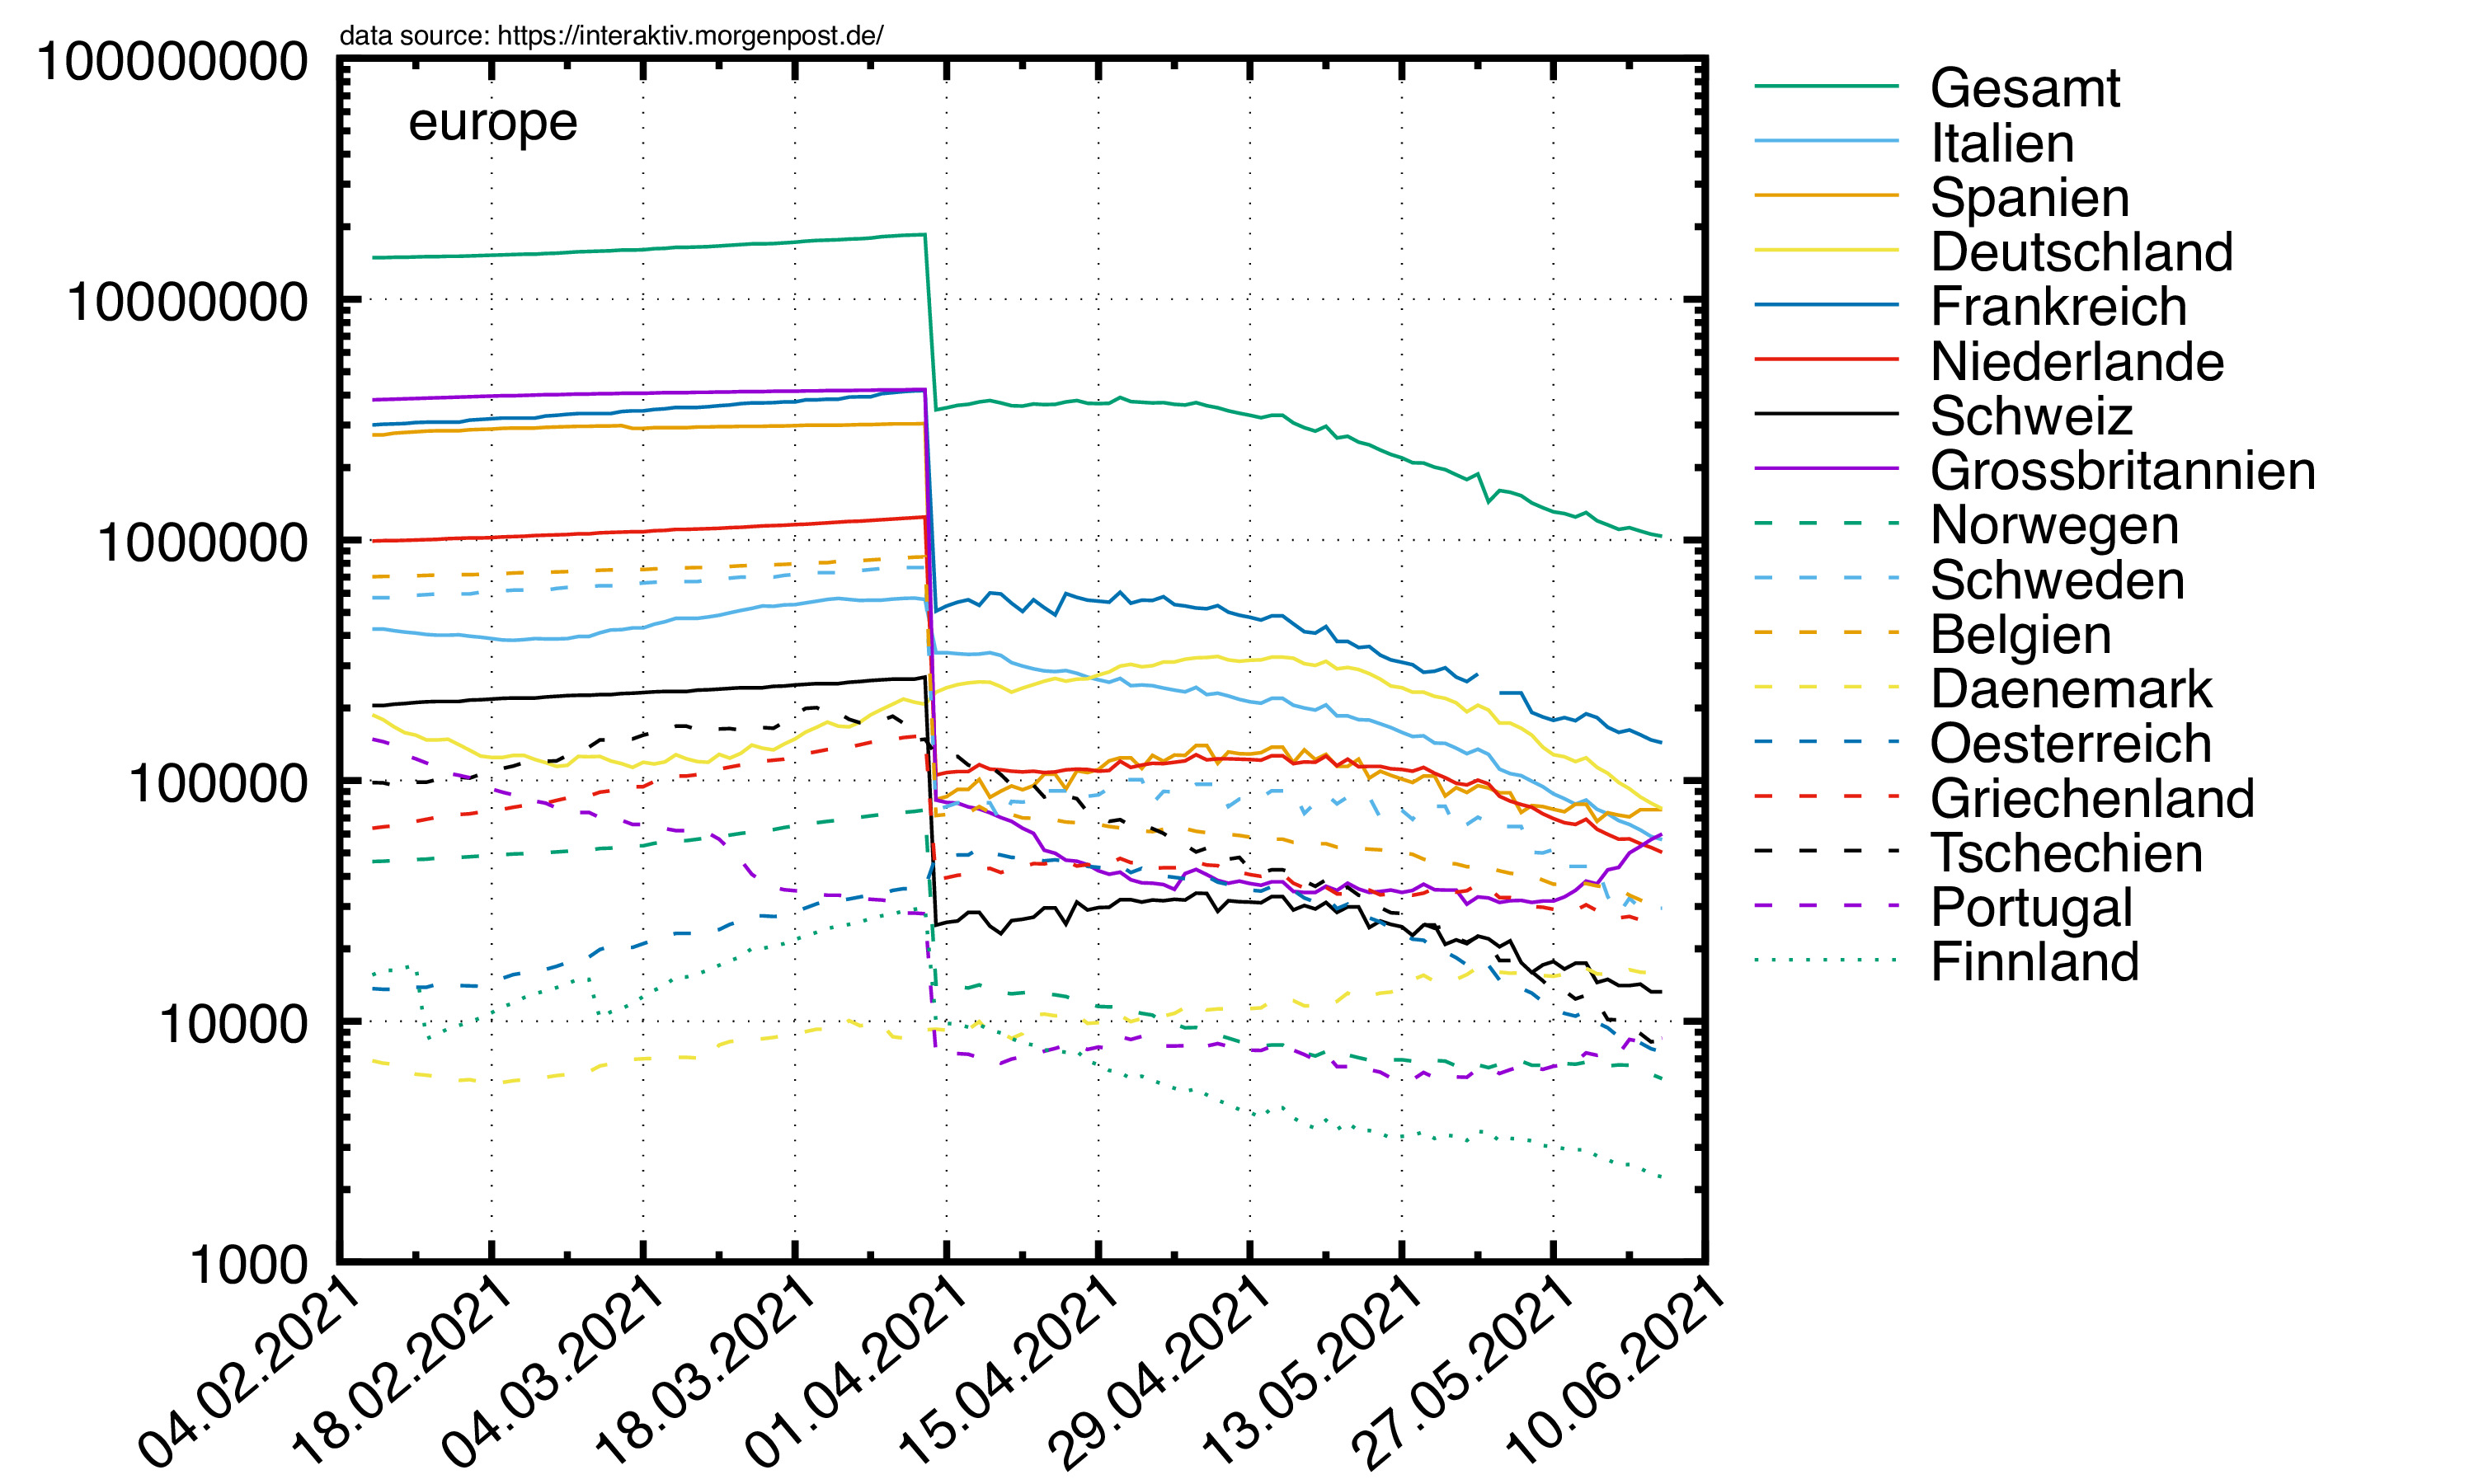 data source: https://interaktiv.morgenpost.de/
europe
100000000
10000000
1000000
100000
10000
1000
04.02.2021
18.02.2021
04.03.2021
18.03.2021
01.04.2021
15.04.2021
29.04.2021
13.05.2021
27.05.2021
10.06.2021
Gesamt
Italien
Spanien
Deutschland
Frankreich
Niederlande
Schweiz
Grossbritannien
Norwegen
Schweden
Belgien
Daenemark
Oesterreich
Griechenland
Tschechien
Portugal
Finnland